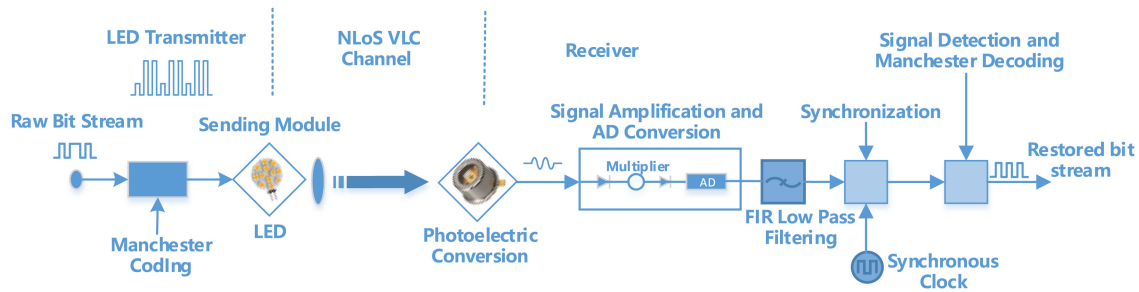 LED Transmitter
NLoS VLC
Channel
Receiver
Signal Detection and
Manchester Decoding
Raw Bit Stream
Sending Module
Signal Amplification and
AD Conversion
Synchronization
Restored bit
stream
Multiplier
AD
Manchester
CodIng
LED
Photoelectric
Conversion
FIR Low Pass
Filtering
Synchronous
Clock